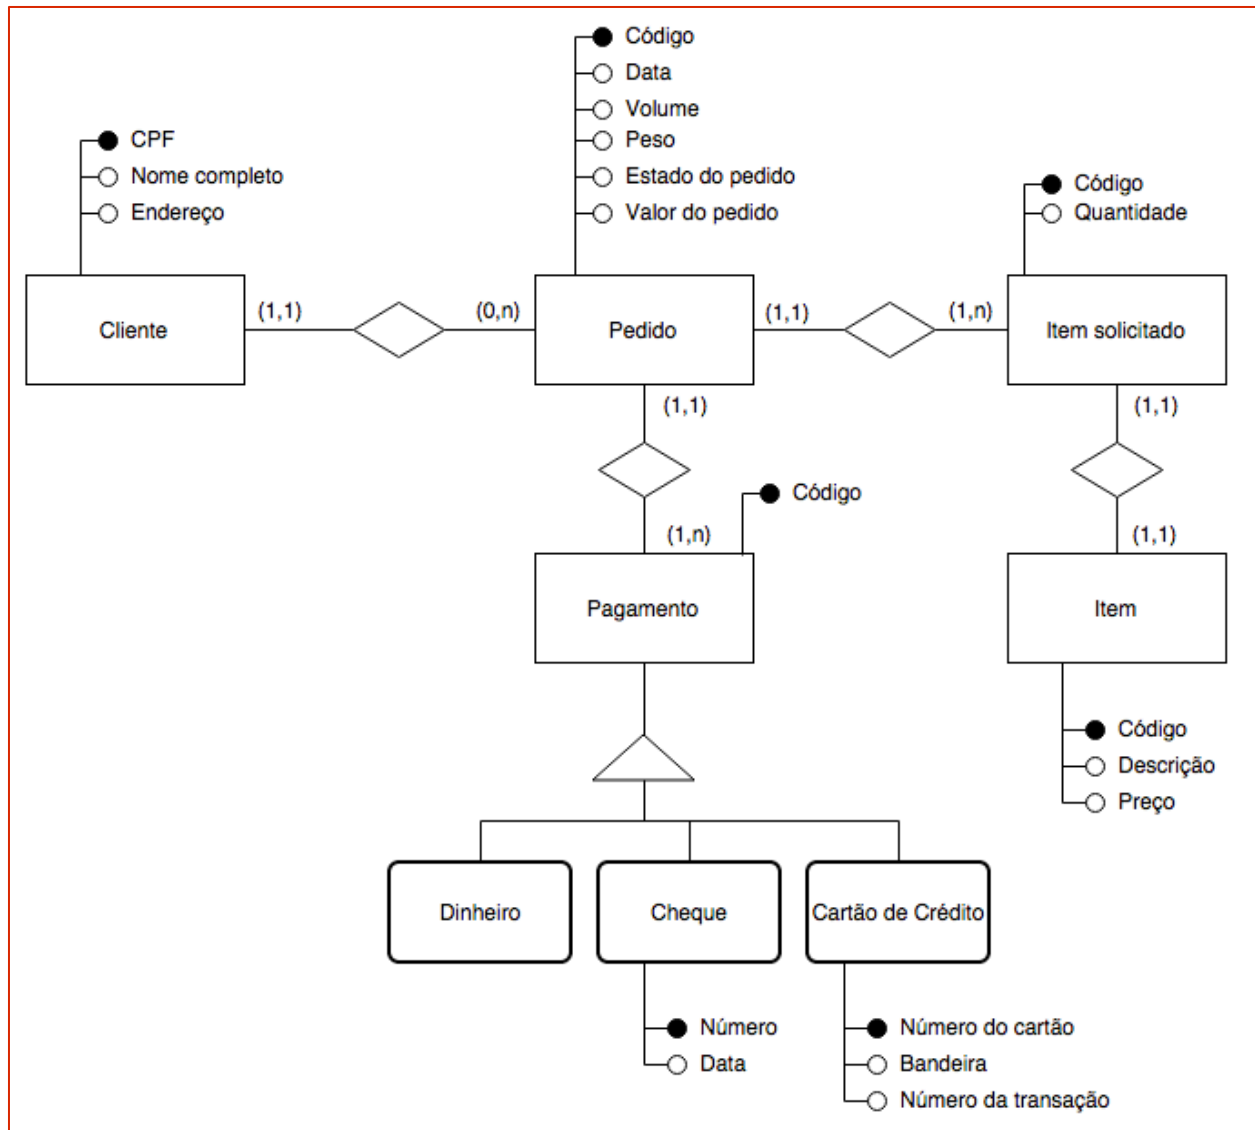 Código
Data
Volume
Peso
Estado do pedido
Valor do pedido
CPF
Nome completo
Endereço
Código
Quantidade
Cliente
(1,1)
(0,n)
Pedido
(1,1)
(1,n)
Item solicitado
(1,1)
(1,1)
Código
(1,n)
(1,1)
Pagamento
Item
Código
Descrição
Preço
Dinheiro
Cheque
Cartão de Crédito
Número
Data
Número do cartão
Bandeira
Número da transação